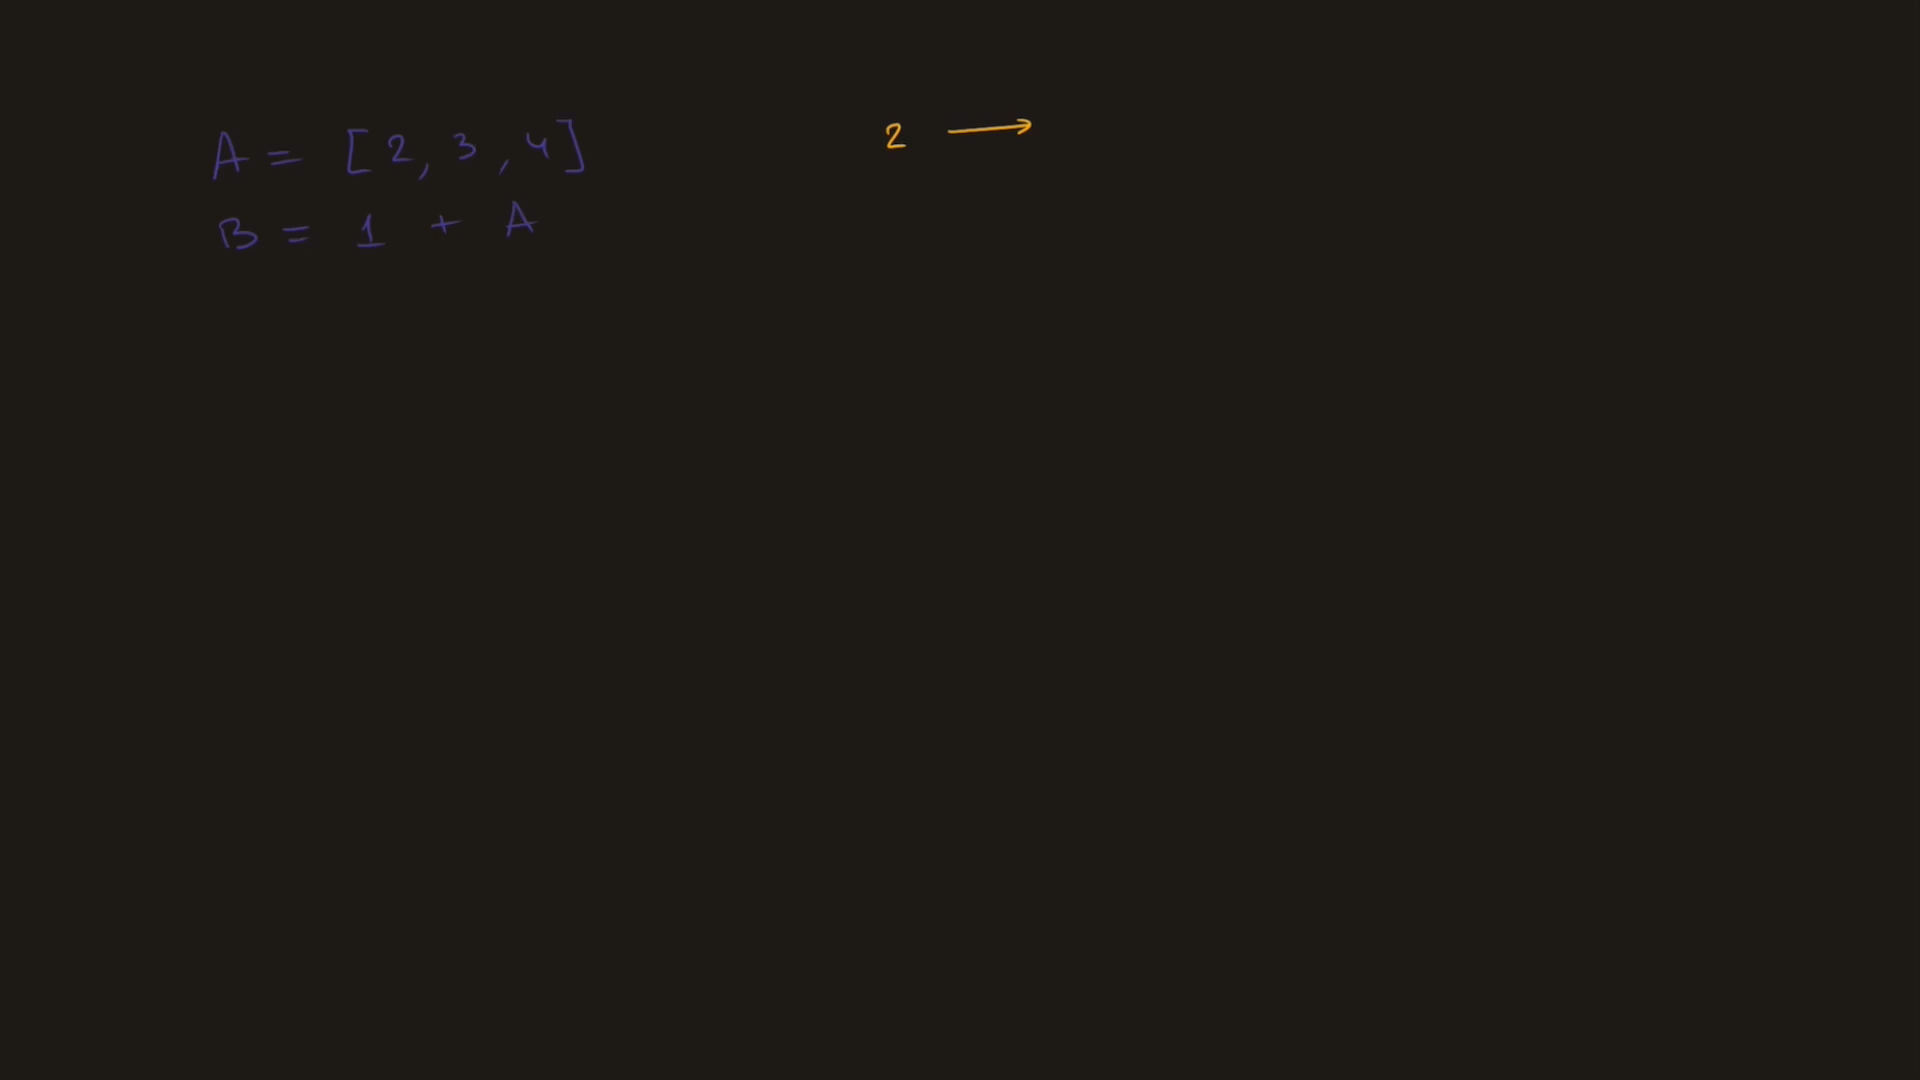 A = [2, 3, 4]
B = 1 + A
2 →